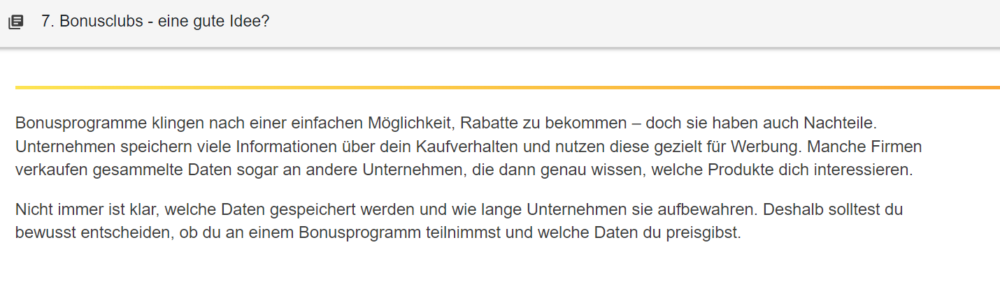 7. Bonusclubs - eine gute Idee?
Bonusprogramme klingen nach einer einfachen Möglichkeit, Rabatte zu bekommen – doch sie haben auch Nachteile.
Unternehmen speichern viele Informationen über dein Kaufverhalten und nutzen diese gezielt für Werbung. Manche Firmen
verkaufen gesammelte Daten sogar an andere Unternehmen, die dann genau wissen, welche Produkte dich interessieren.
Nicht immer ist klar, welche Daten gespeichert werden und wie lange Unternehmen sie aufbewahren. Deshalb solltest du
bewusst entscheiden, ob du an einem Bonusprogramm teilnimmst und welche Daten du preisgibst.